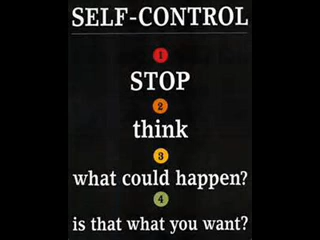 SELF-CONTROL
1
STOP
2
think
3
what could happen?
4
is that what you want?